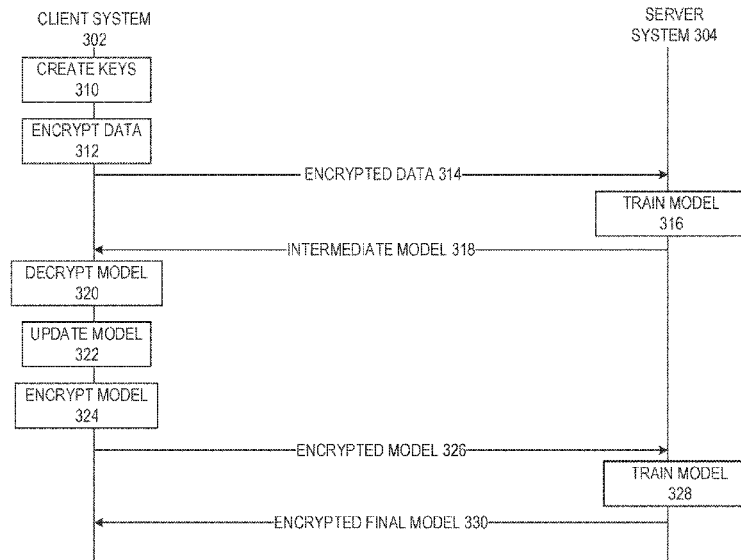 CLIENT SYSTEM
302
SERVER
SYSTEM 304
CREATE KEYS
310
ENCRYPT DATA
312
ENCRYPTED DATA 314
TRAIN MODEL
316
INTERMEDIATE MODEL 318
DECRYPT MODEL
320
UPDATE MODEL
322
ENCRYPT MODEL
324
ENCRYPTED MODEL 326
TRAIN MODEL
328
ENCRYPTED FINAL MODEL 330